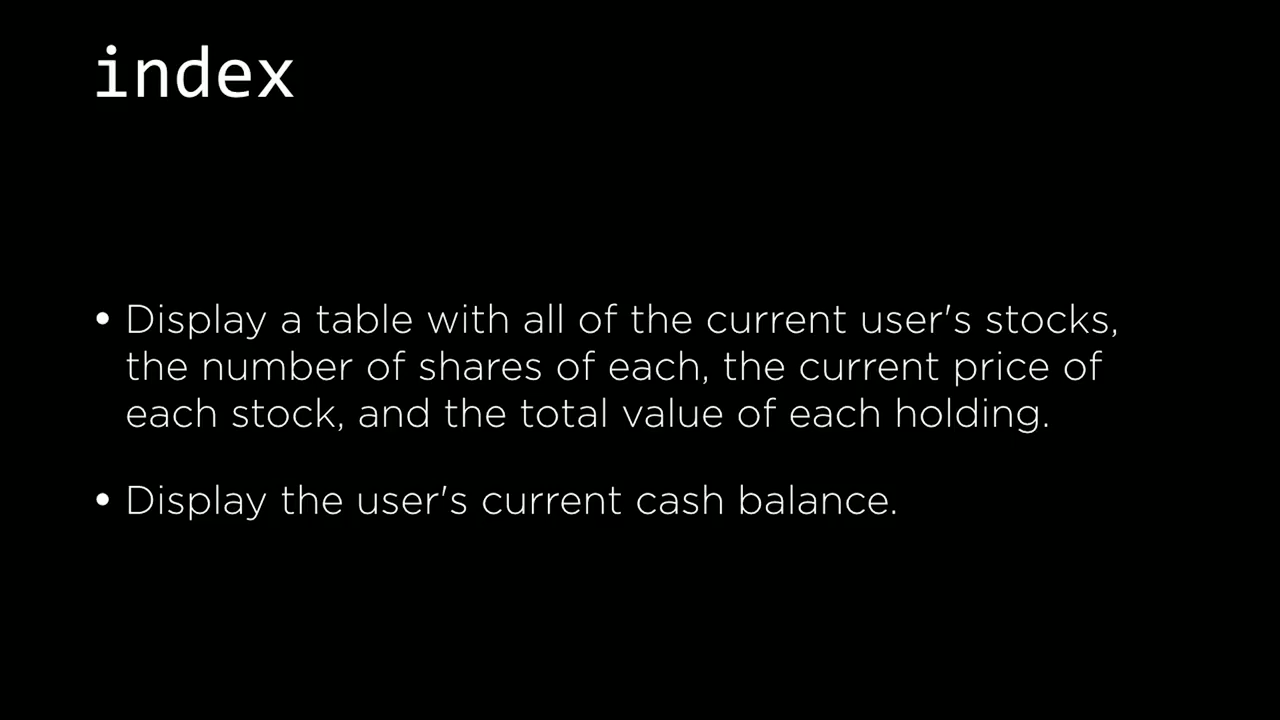 index
• Display a table with all of the current user's stocks,
the number of shares of each, the current price of
each stock, and the total value of each holding.
• Display the user's current cash balance.